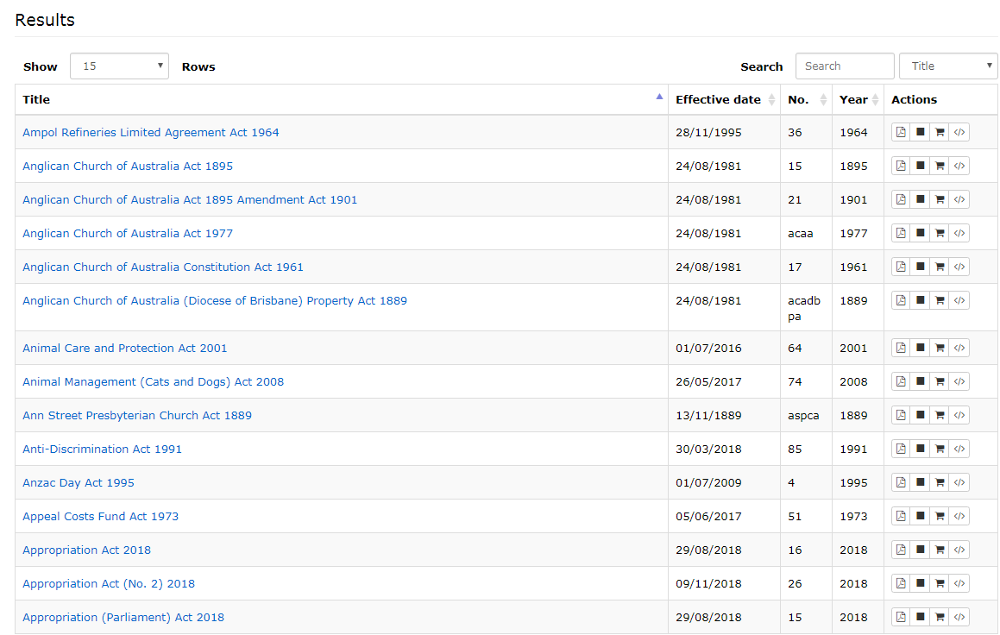 Results
Show 15 Rows Search Search Title
Title Effective date No. Year Actions
Ampol Refineries Limited Agreement Act 1964 28/11/1995 36 1964
Anglican Church of Australia Act 1895 24/08/1981 15 1895
Anglican Church of Australia Act 1895 Amendment Act 1901 24/08/1981 21 1901
Anglican Church of Australia Act 1977 24/08/1981 acaa 1977
Anglican Church of Australia Constitution Act 1961 24/08/1981 17 1961
Anglican Church of Australia (Diocese of Brisbane) Property Act 1889 24/08/1981 acadb 1889
pa
Animal Care and Protection Act 2001 01/07/2016 64 2001
Animal Management (Cats and Dogs) Act 2008 26/05/2017 74 2008
Ann Street Presbyterian Church Act 1889 13/11/1889 aspca 1889
Anti-Discrimination Act 1991 30/03/2018 85 1991
Anzac Day Act 1995 01/07/2009 4 1995
Appeal Costs Fund Act 1973 05/06/2017 51 1973
Appropriation Act 2018 29/08/2018 16 2018
Appropriation Act (No. 2) 2018 09/11/2018 26 2018
Appropriation (Parliament) Act 2018 29/08/2018 15 2018